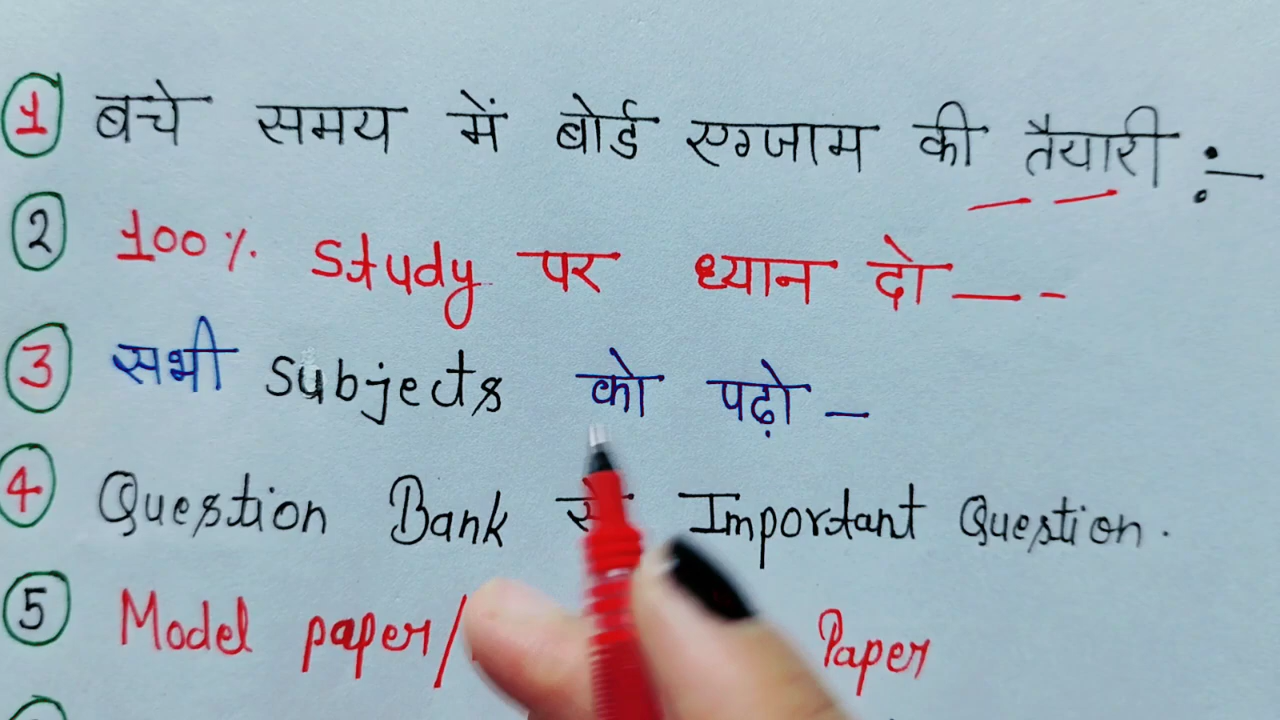 1 बचे समय में बोर्ड एग्जाम की तैयारी :-
2 100% Study पर ध्यान दो — -
3 सभी Subjects को पढ़ो -
4 Question Bank से Important Question.
5 Model paper/ Paper